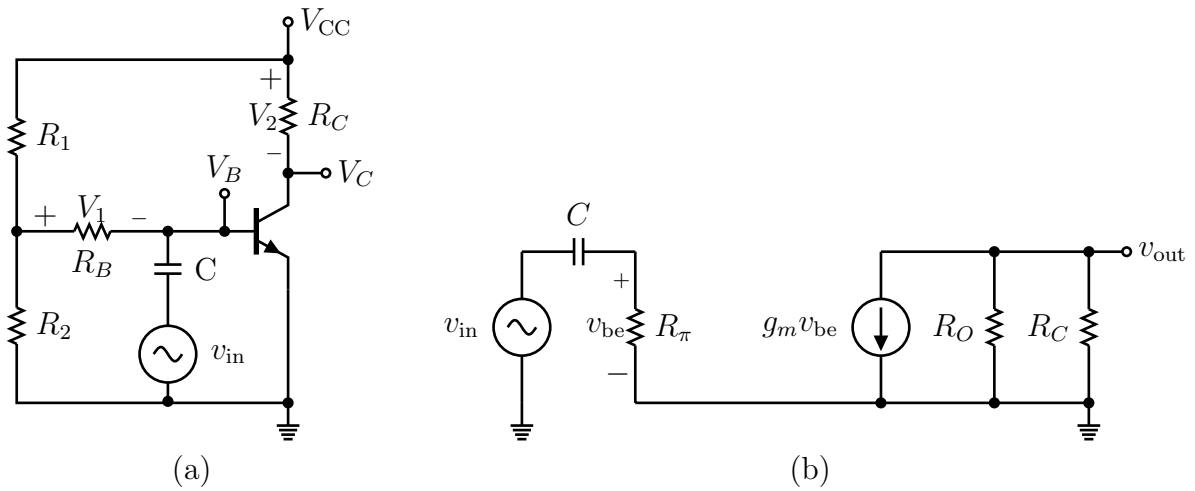 V_CC
+
R_1
V_2 R_C
−
V_B
V_C
+ V_1 −
R_B
C
R_2
v_in
(a)
C
+
v_in
v_be R_π
−
g_m v_be
R_O
R_C
v_out
(b)